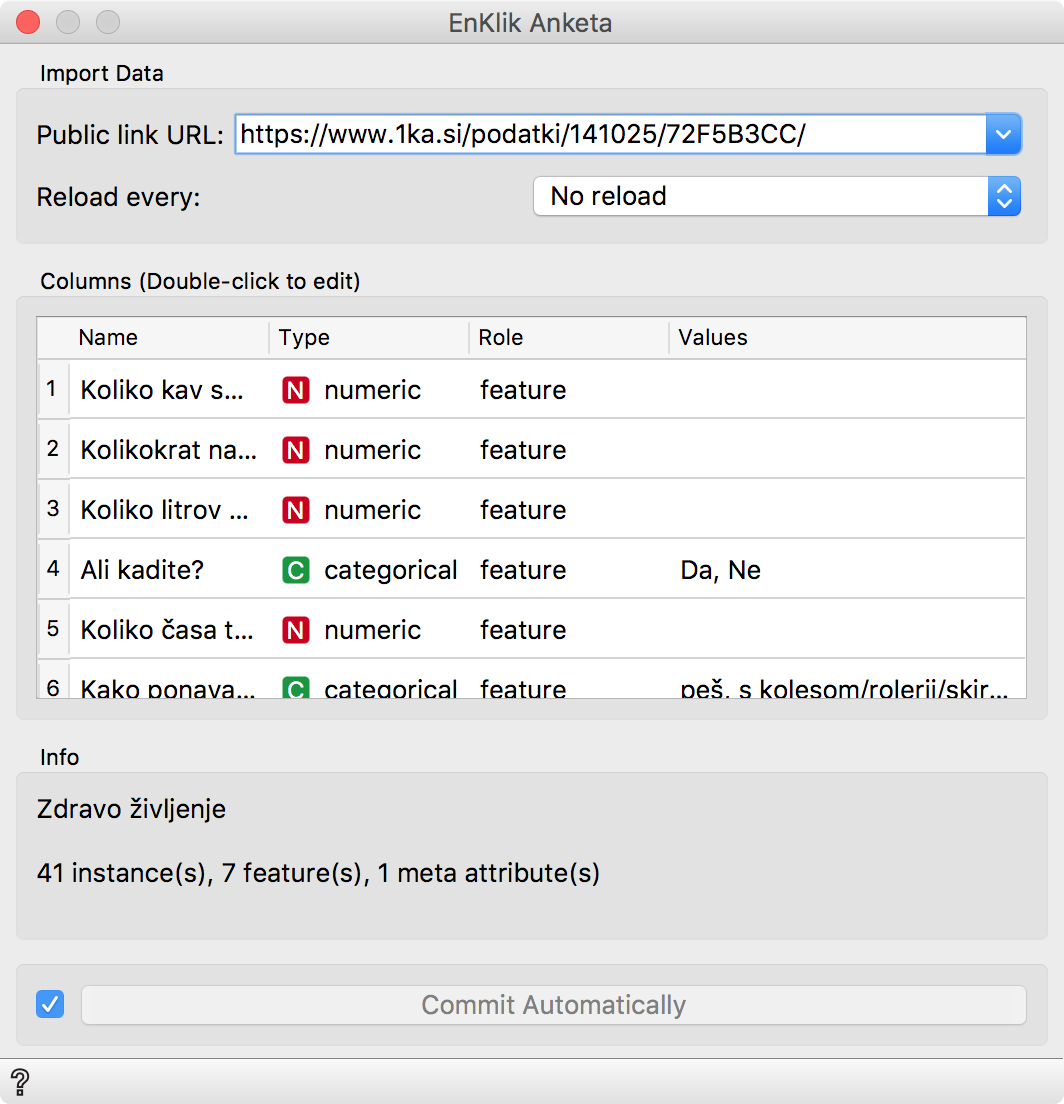 EnKlik Anketa
Import Data
Public link URL: https://www.1ka.si/podatki/141025/72F5B3CC/
Reload every: No reload
Columns (Double-click to edit)
Name Type Role Values
1 Koliko kav s... N numeric feature
2 Kolikokrat na... N numeric feature
3 Koliko litrov ... N numeric feature
4 Ali kadite? C categorical feature Da, Ne
5 Koliko časa t... N numeric feature
6 Kako ponava... C categorical feature peš, s kolesom/rolerji/skir...
Info
Zdravo življenje
41 instance(s), 7 feature(s), 1 meta attribute(s)
Commit Automatically
?